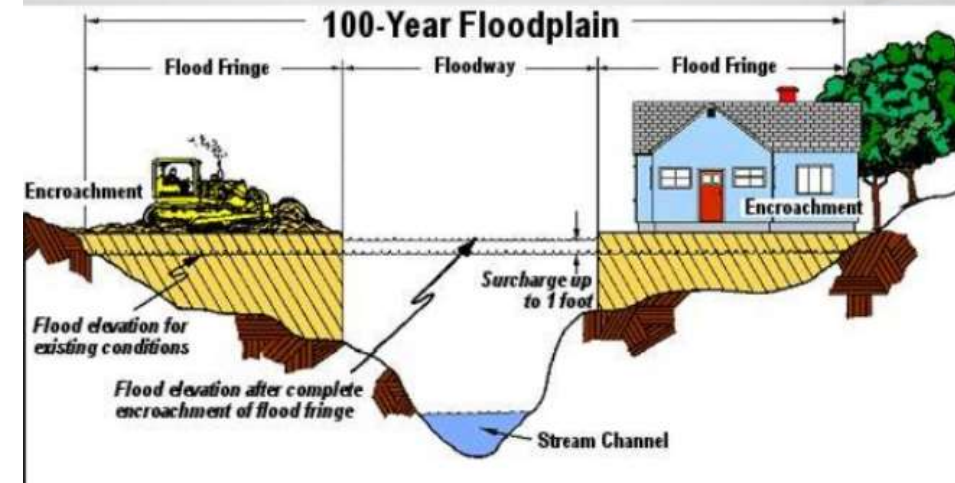 100-Year Floodplain
Flood Fringe
Floodway
Flood Fringe
Encroachment
Encroachment
Surcharge up
to 1 foot
Flood elevation for
existing conditions
Flood elevation after complete
encroachment of flood fringe
Stream Channel